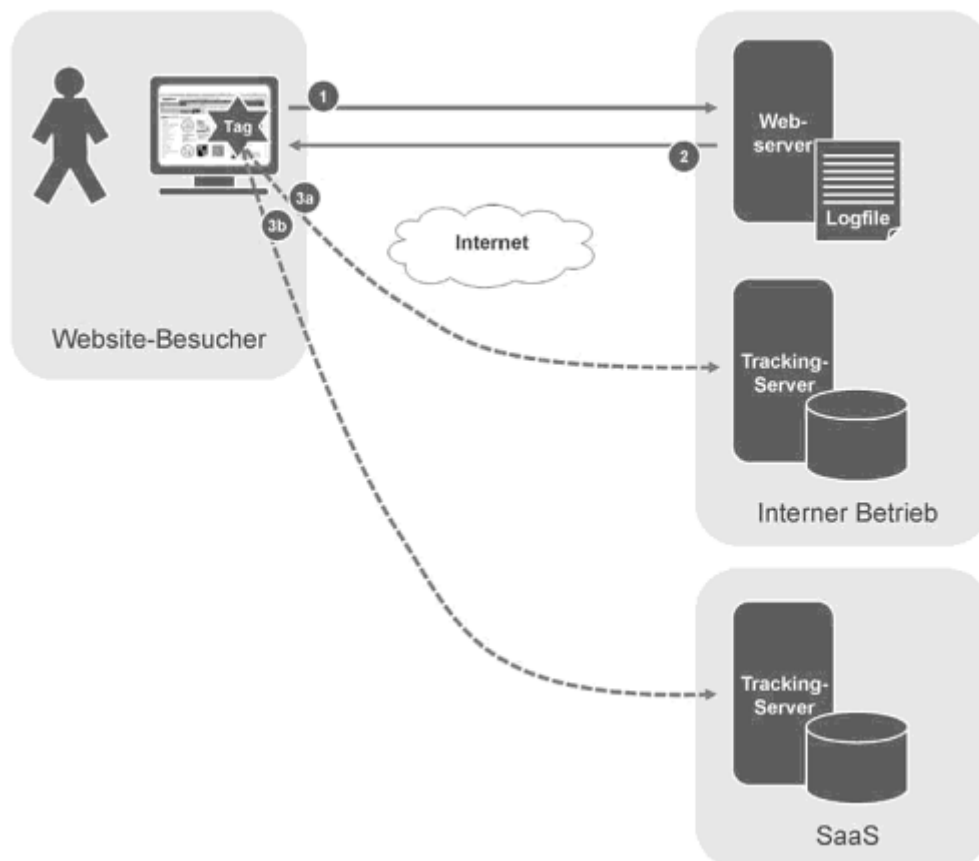 Tag
1
2
3a
3b
Internet
Website-Besucher
Web-
server
Logfile
Tracking-
Server
Interner Betrieb
Tracking-
Server
SaaS